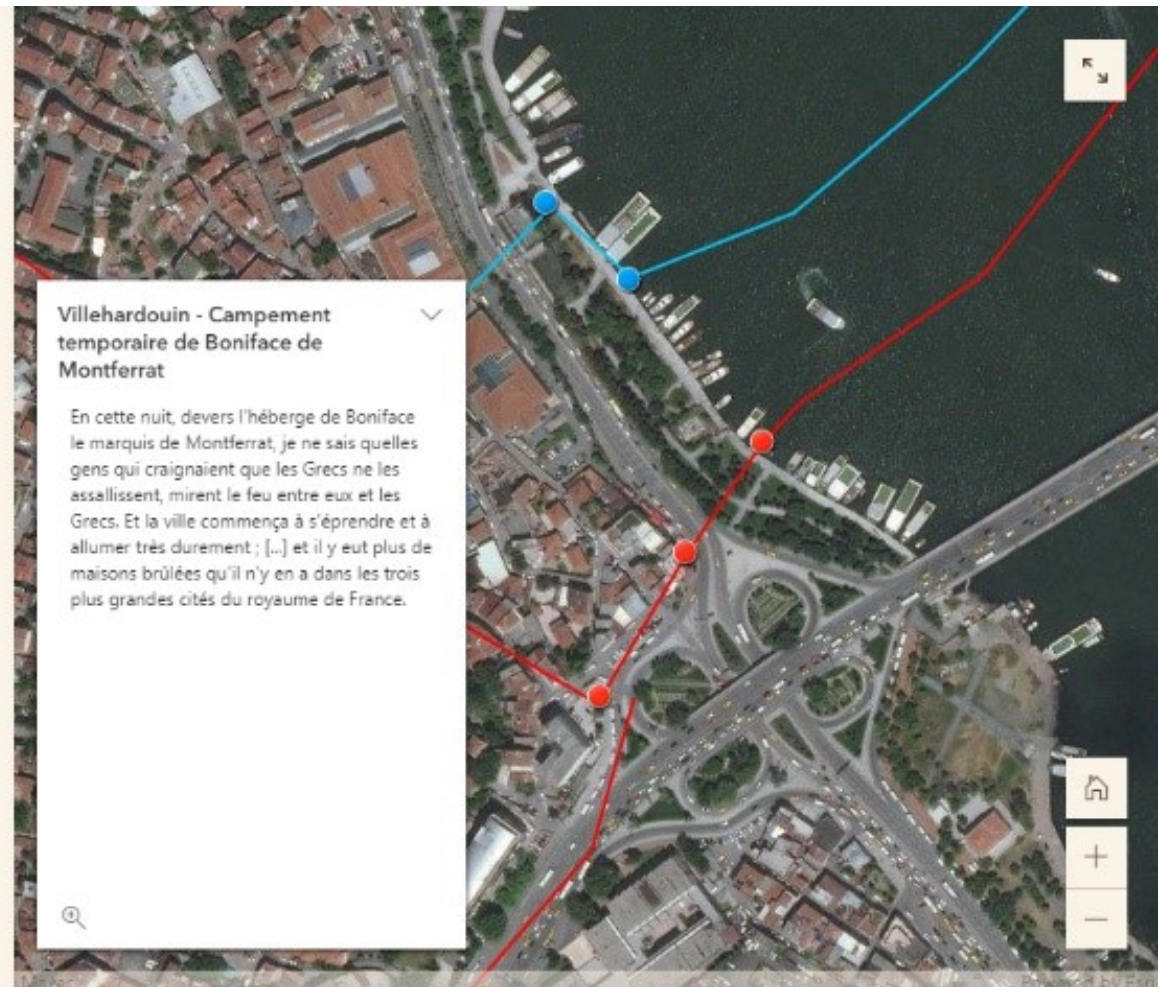 Villehardouin - Campement
temporaire de Boniface de
Montferrat
En cette nuit, devers l'héberge de Boniface
le marquis de Montferrat, je ne sais quelles
gens qui craignaient que les Grecs ne les
assallissent, mirent le feu entre eux et les
Grecs. Et la ville commença à s'éprendre et à
allumer très durement ; [...] et il y eut plus de
maisons brûlées qu'il n'y en a dans les trois
plus grandes cités du royaume de France.
Powered by Esri